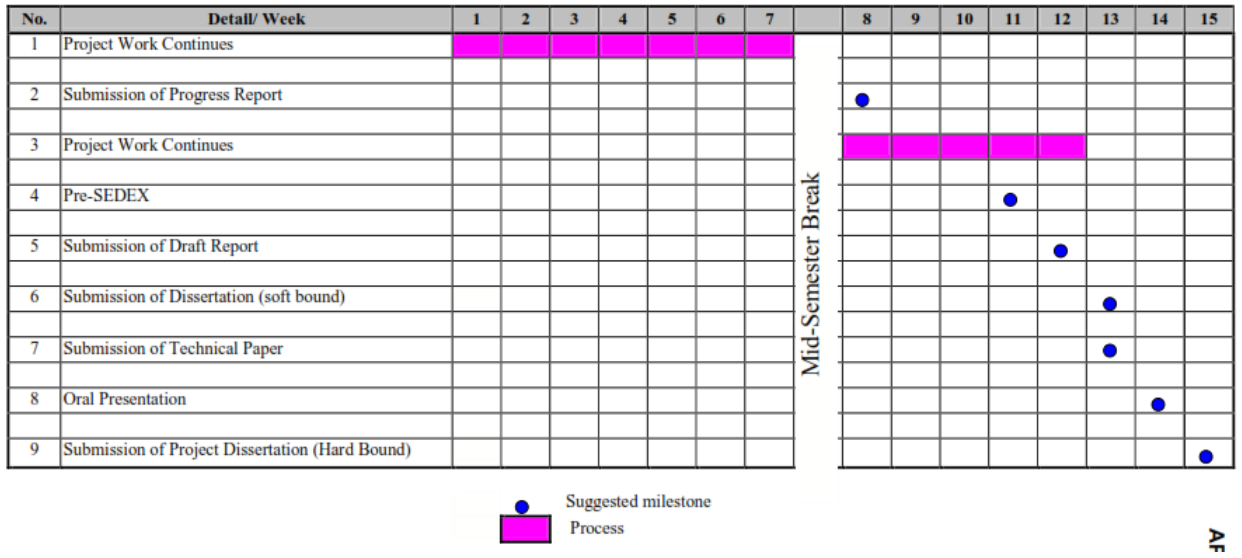 No. Detail/ Week 1 2 3 4 5 6 7 8 9 10 11 12 13 14 15
1 Project Work Continues
2 Submission of Progress Report
3 Project Work Continues
4 Pre-SEDEX
5 Submission of Draft Report
6 Submission of Dissertation (soft bound)
7 Submission of Technical Paper
8 Oral Presentation
9 Submission of Project Dissertation (Hard Bound)
Mid-Semester Break
Suggested milestone
Process